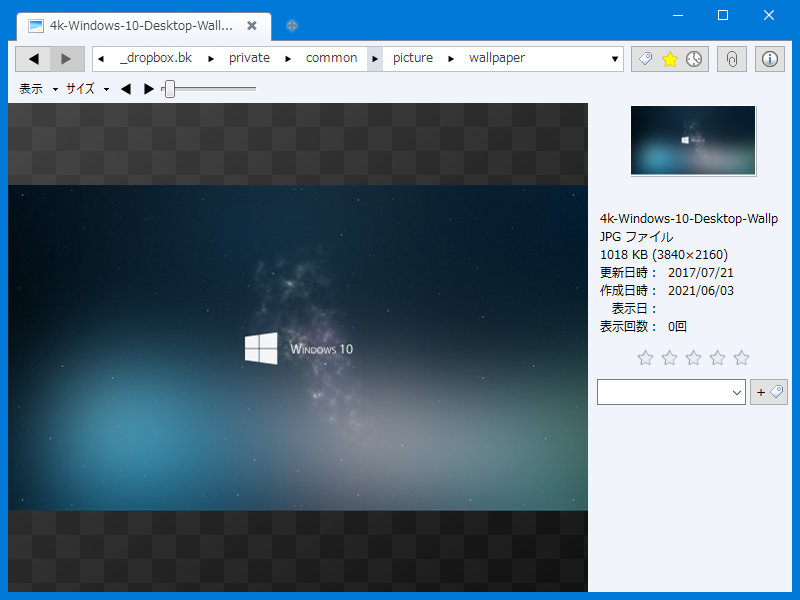 4k-Windows-10-Desktop-Wall...
_dropbox.bk private common picture wallpaper
表示 サイズ
Windows 10
4k-Windows-10-Desktop-Wallp
JPG ファイル
1018 KB (3840×2160)
更新日時： 2017/07/21
作成日時： 2021/06/03
表示日：
表示回数： 0回
+